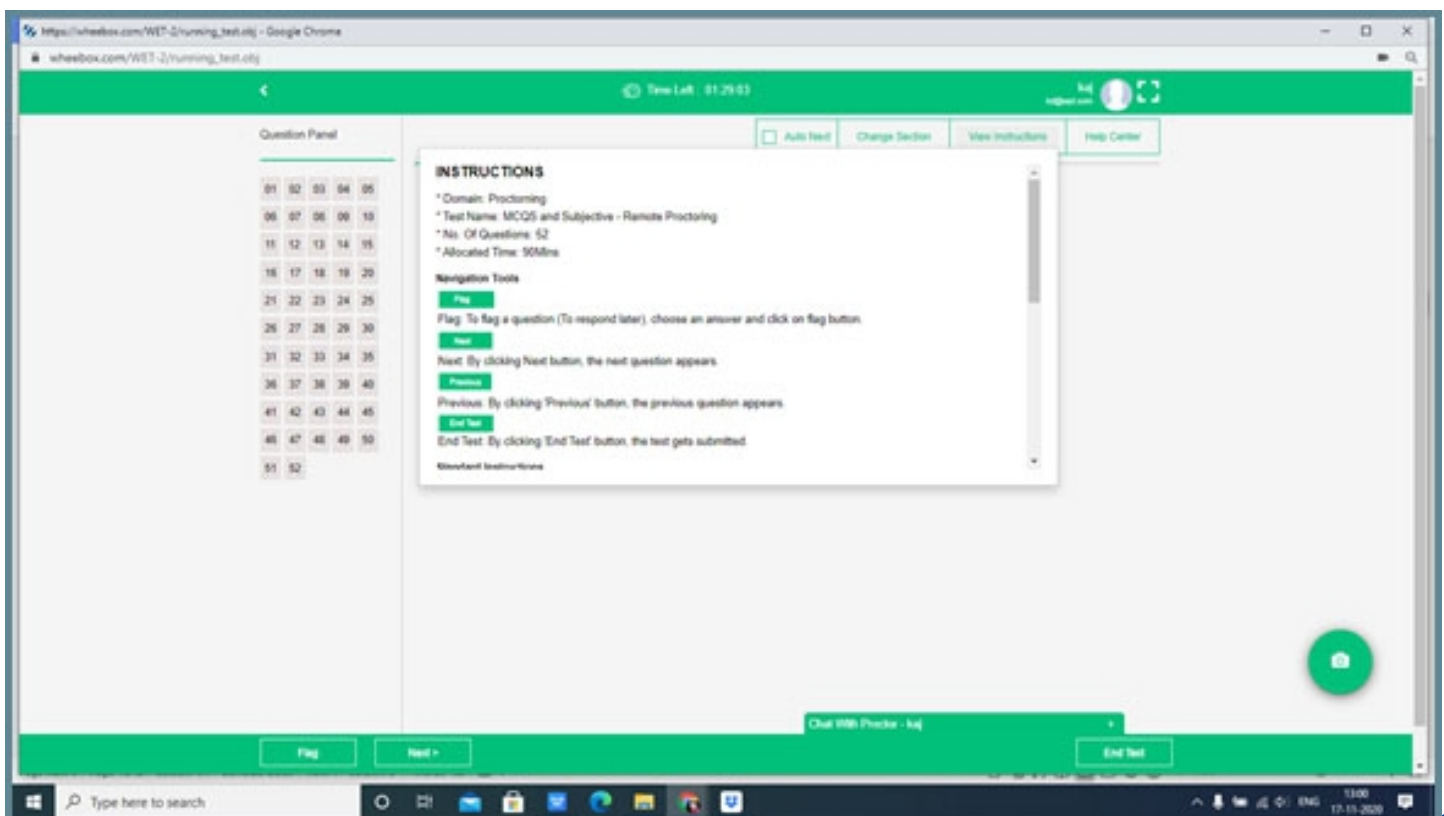 https://wheebox.com/WET-2/running_test.obj - Google Chrome
wheebox.com/WET-2/running_test.obj
Time Left : 01:29:03
kaj
Question Panel
Auto Next
Change Section
View Instructions
Help Center
INSTRUCTIONS
* Domain: Proctorning
* Test Name: MCQS and Subjective - Remote Proctoring
* No. Of Questions: 52
* Allocated Time: 90Mins
Navigation Tools
Flag
Flag: To flag a question (To respond later), choose an answer and click on flag button.
Next
Next: By clicking Next button, the next question appears.
Previous
Previous: By clicking 'Previous' button, the previous question appears.
End Test
End Test: By clicking 'End Test' button, the test gets submitted.
Standard Instructions
01 02 03 04 05
06 07 08 09 10
11 12 13 14 15
16 17 18 19 20
21 22 23 24 25
26 27 28 29 30
31 32 33 34 35
36 37 38 39 40
41 42 43 44 45
46 47 48 49 50
51 52
Chat With Proctor - kaj
Flag
Next >
End Test
Type here to search
ENG
13:00
17-11-2020